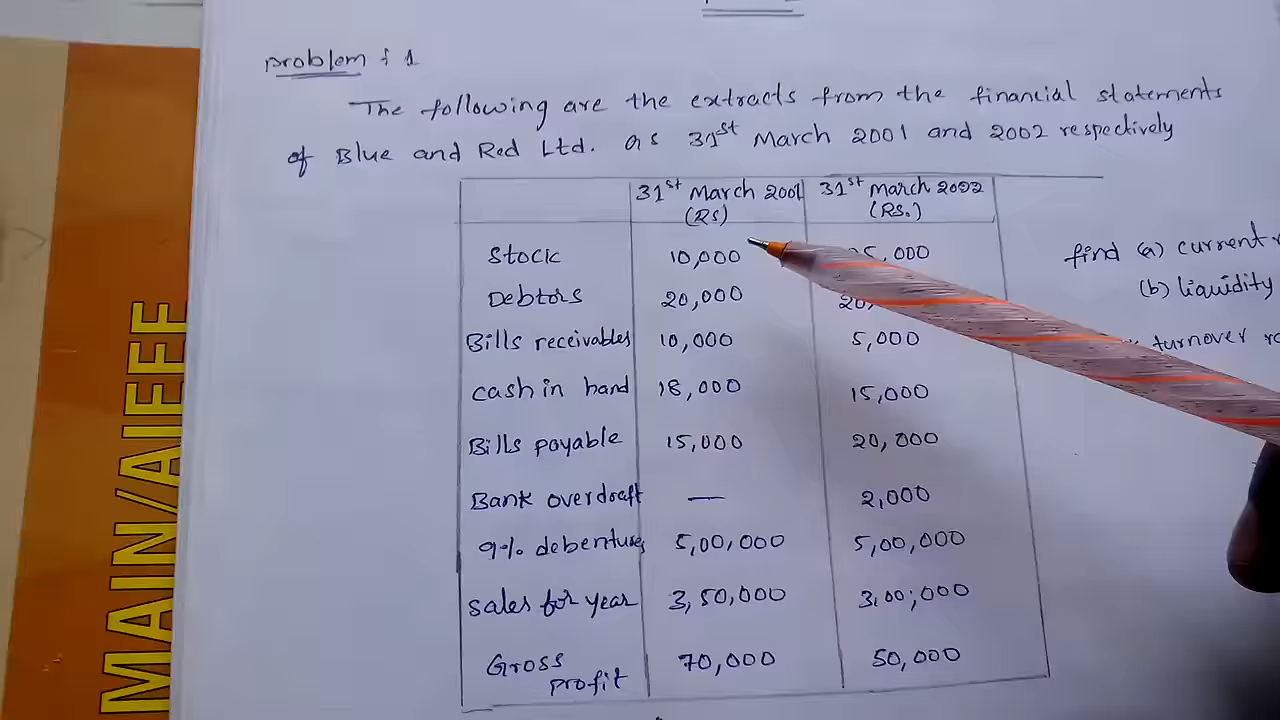 problem : 1
The following are the extracts from the financial statements
of Blue and Red Ltd. as 31st March 2001 and 2002 respectively
31st March 2001 31st March 2002
(RS) (RS.)
Stock 10,000 5,000
Debtors 20,000 20,
Bills receivables 10,000 5,000
cash in hand 18,000 15,000
Bills payable 15,000 20,000
Bank overdraft — 2,000
9% debentures 5,00,000 5,00,000
sales for year 3,50,000 3,00,000
Gross profit 70,000 50,000
find (a) current
(b) liquidity
turnover
MAIN/AIEEE